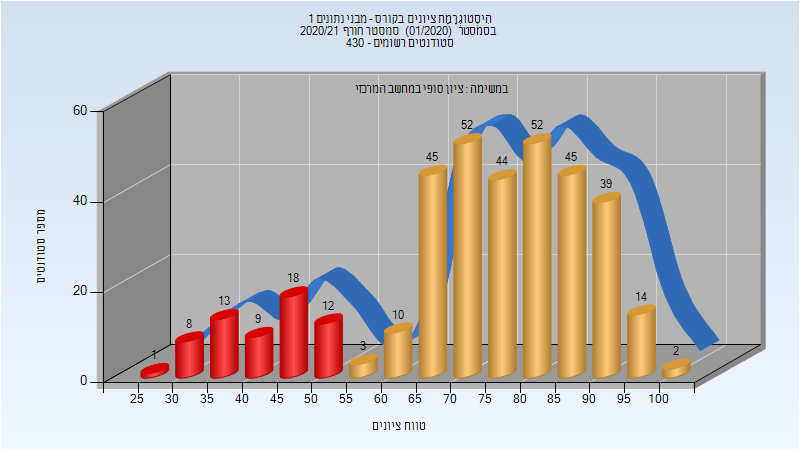 היסטוגרמת ציונים בקורס - מבני נתונים 1
בסמסטר (01/2020) סמסטר חורף 2020/21
סטודנטים רשומים - 430
במשימה : ציון סופי במחשב המרכזי
מספר סטודנטים
60
40
20
0
1
8
13
9
18
12
3
10
45
52
44
52
45
39
14
2
25 30 35 40 45 50 55 60 65 70 75 80 85 90 95 100
טווח ציונים